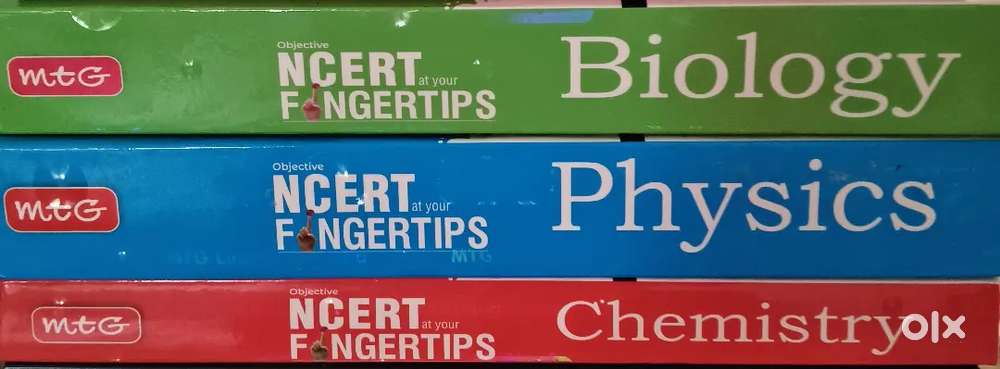 mtG
Objective
NCERT at your
FINGERTIPS
Biology
mtG
Objective
NCERT at your
FINGERTIPS
Physics
MTG
mtG
Objective
NCERT at your
FINGERTIPS
Chemistry
olx